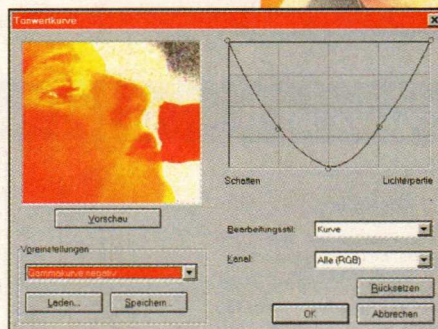 Tonwertkurve
Schatten
Lichterpartie
Vorschau
Bearbeitungsstil:
Kurve
Voreinstellungen
Kanal:
Alle (RGB)
Gammakurve negativ
Rücksetzen
Laden...
Speichern...
OK
Abbrechen